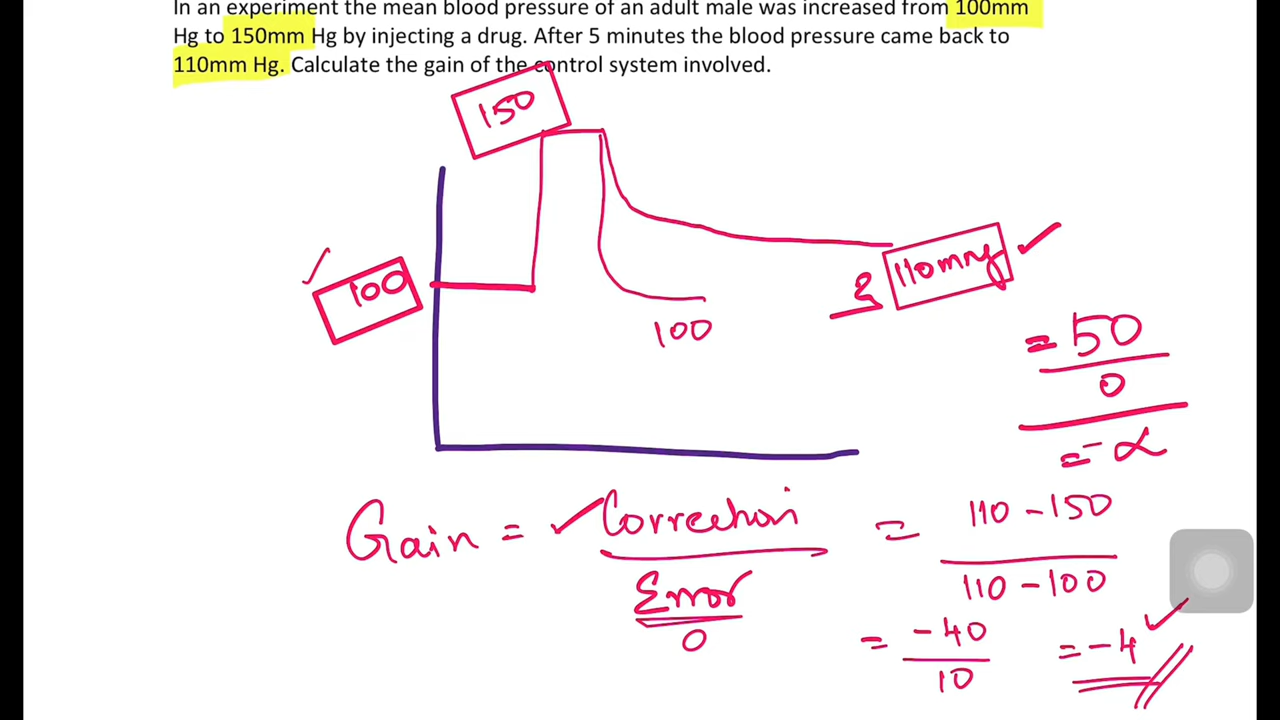 In an experiment the mean blood pressure of an adult male was increased from 100mm
Hg to 150mm Hg by injecting a drug. After 5 minutes the blood pressure came back to
110mm Hg. Calculate the gain of the control system involved.
150
100
110mmHg
100
= 50
0
= -α
Gain = Correction
Error
0
= 110 - 150
110 - 100
= -40
10
= -4